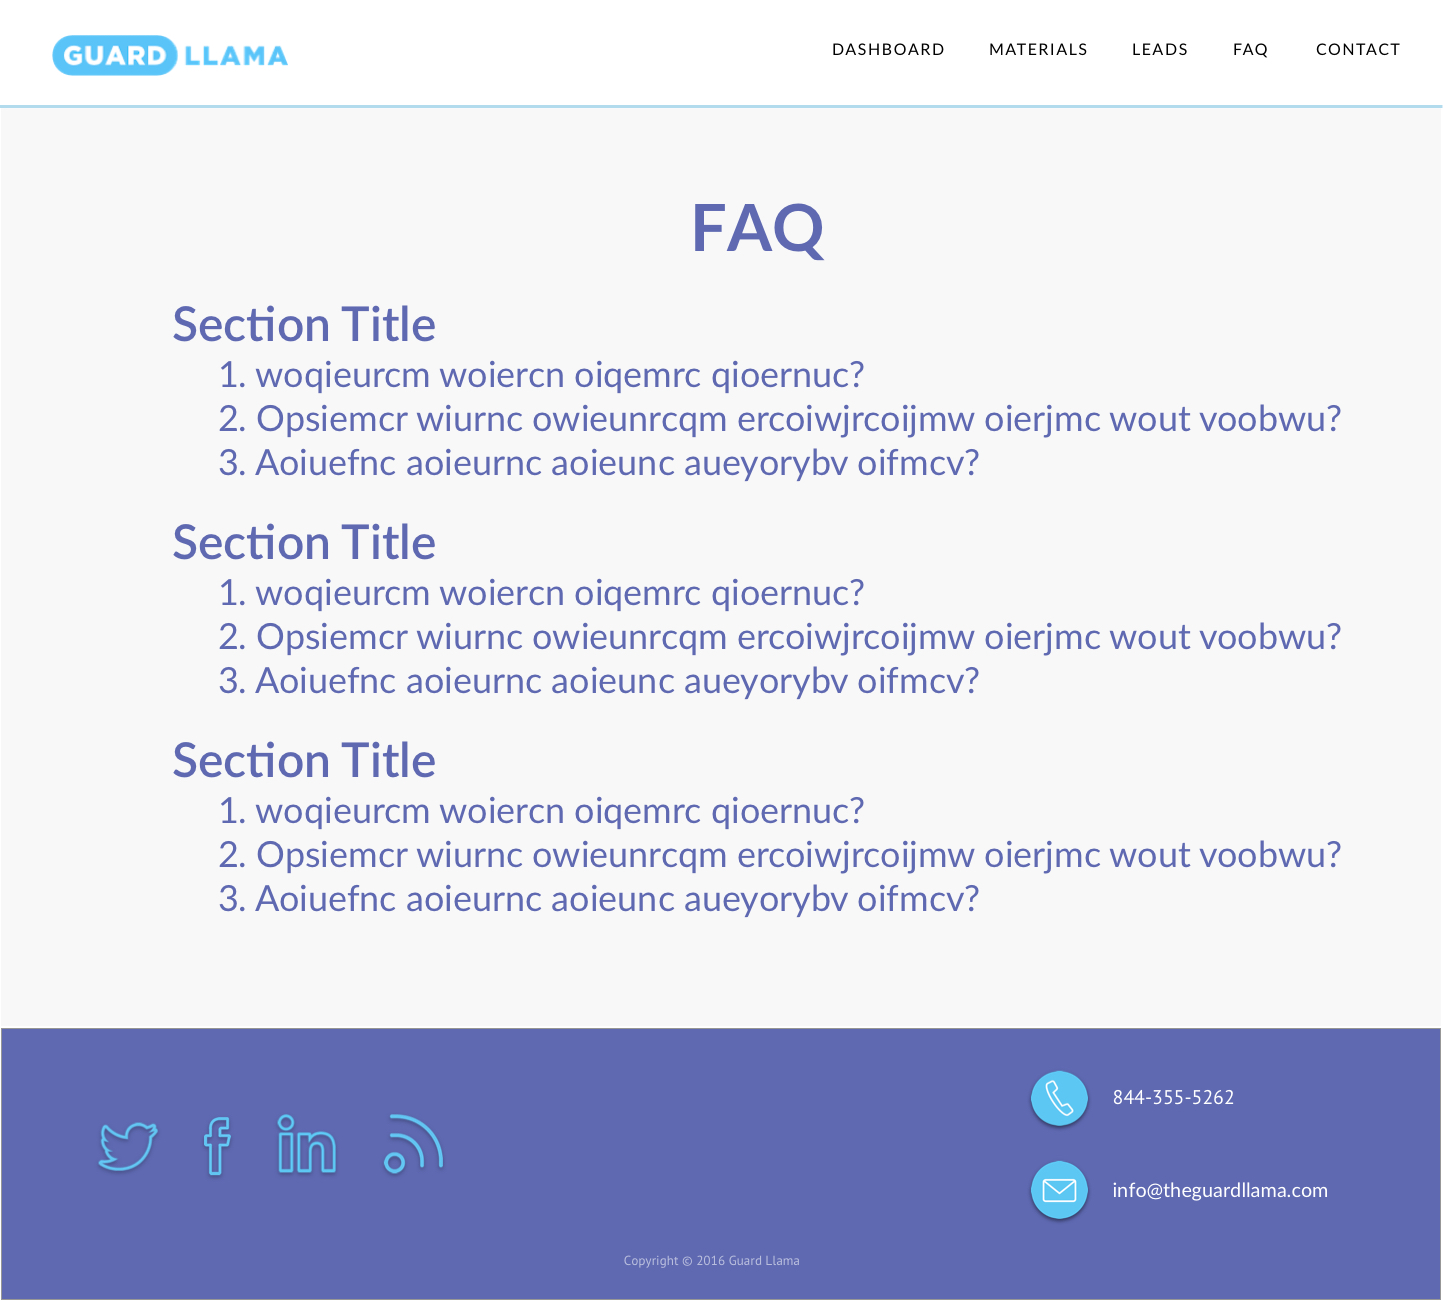 GUARD LLAMA
DASHBOARD MATERIALS LEADS FAQ CONTACT
FAQ
Section Title
1. woqieurcm woiercn oiqemrc qioernuc?
2. Opsiemcr wiurnc owieunrcqm ercoiwjrcoijmw oierjmc wout voobwu?
3. Aoiuefnc aoieurnc aoieunc aueyorybv oifmcv?
Section Title
1. woqieurcm woiercn oiqemrc qioernuc?
2. Opsiemcr wiurnc owieunrcqm ercoiwjrcoijmw oierjmc wout voobwu?
3. Aoiuefnc aoieurnc aoieunc aueyorybv oifmcv?
Section Title
1. woqieurcm woiercn oiqemrc qioernuc?
2. Opsiemcr wiurnc owieunrcqm ercoiwjrcoijmw oierjmc wout voobwu?
3. Aoiuefnc aoieurnc aoieunc aueyorybv oifmcv?
844-355-5262
info@theguardllama.com
Copyright © 2016 Guard Llama